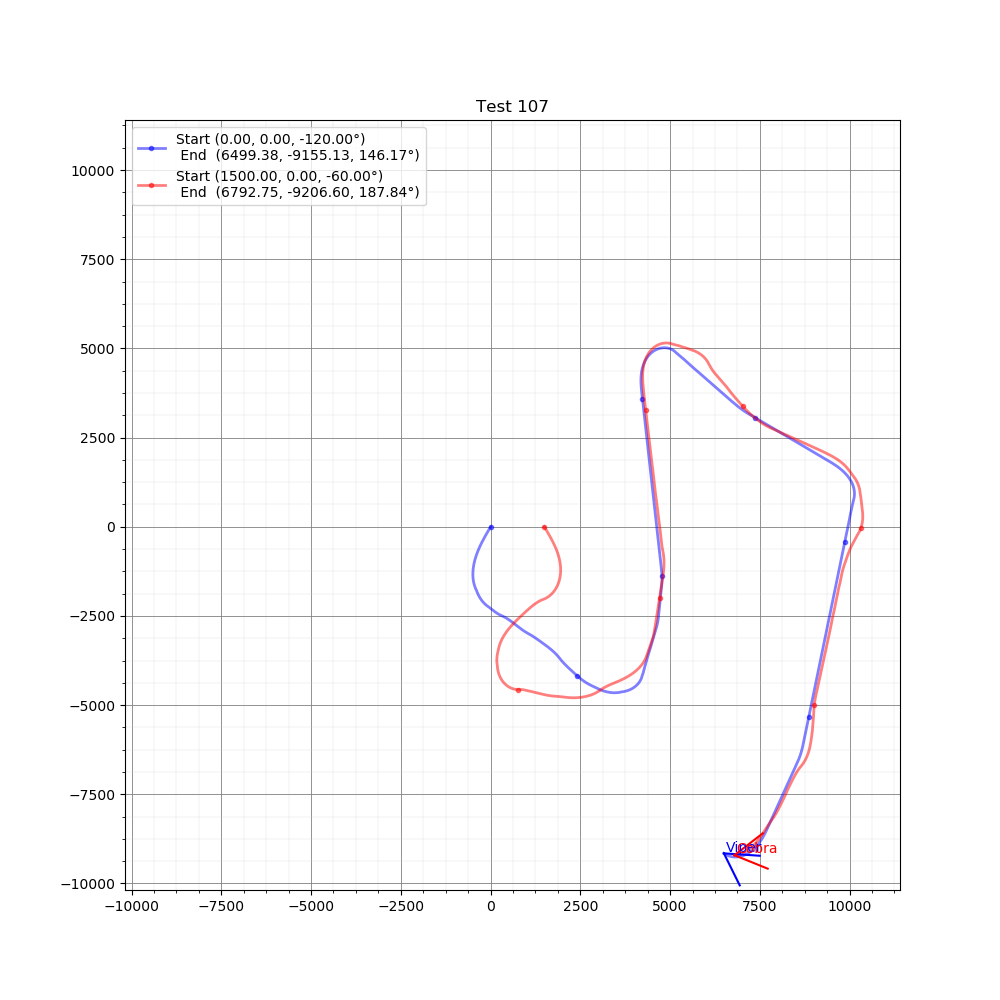 Test 107
Start (0.00, 0.00, -120.00°)
End (6499.38, -9155.13, 146.17°)
Start (1500.00, 0.00, -60.00°)
End (6792.75, -9206.60, 187.84°)
10000
7500
5000
2500
0
−2500
−5000
−7500
−10000
−10000 −7500 −5000 −2500 0 2500 5000 7500 10000